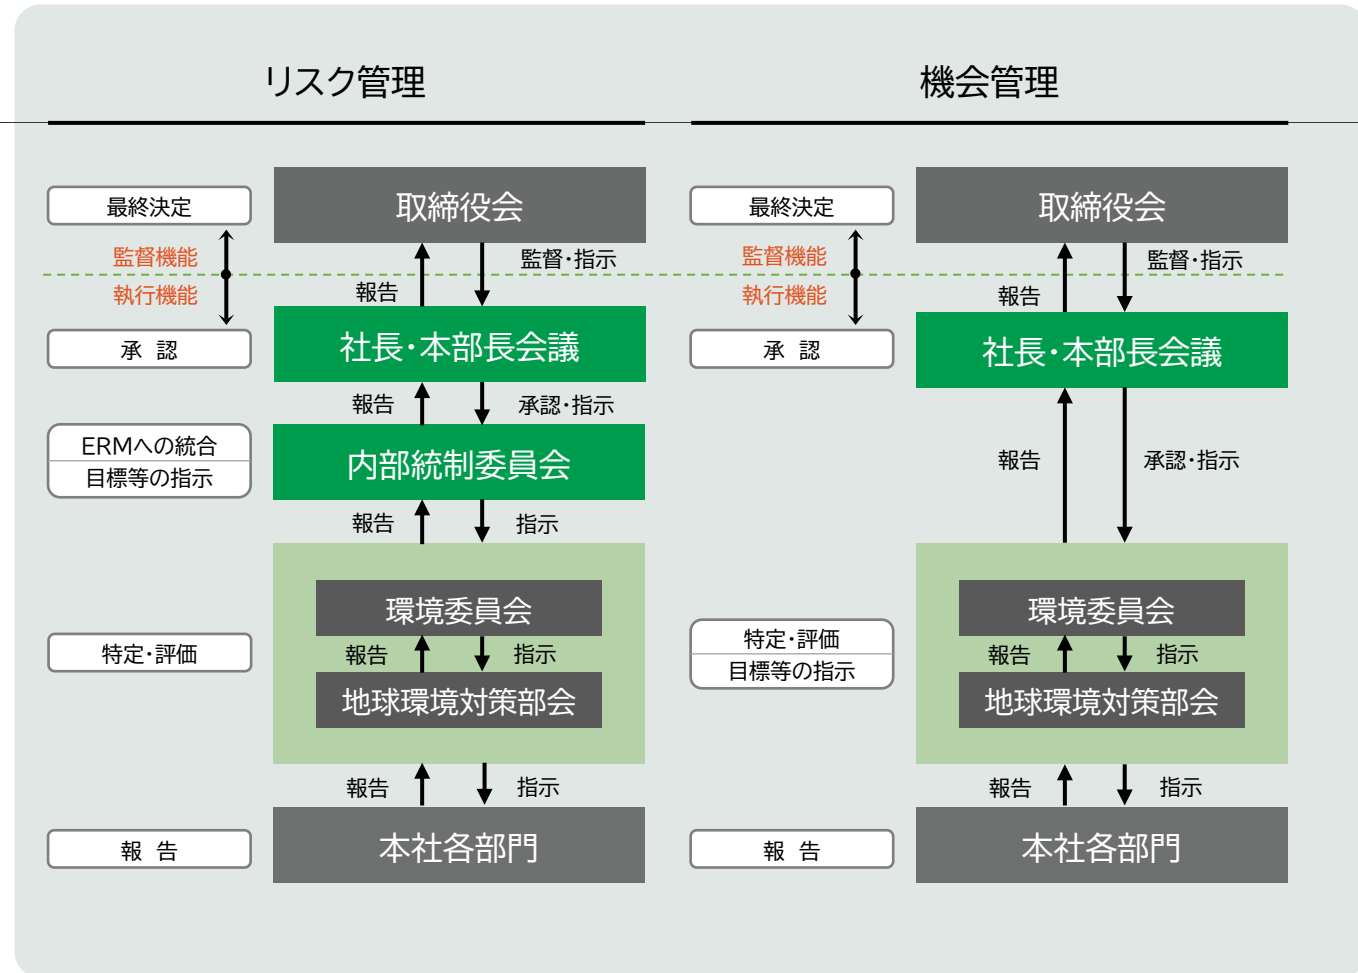 リスク管理
最終決定
取締役会
監督機能
監督・指示
執行機能
報告
承 認
社長・本部長会議
報告
承認・指示
ERMへの統合
目標等の指示
内部統制委員会
報告
指示
環境委員会
特定・評価
報告
指示
地球環境対策部会
報告
指示
報 告
本社各部門
機会管理
最終決定
取締役会
監督機能
監督・指示
執行機能
報告
承 認
社長・本部長会議
報告
承認・指示
環境委員会
特定・評価
目標等の指示
報告
指示
地球環境対策部会
報告
指示
報 告
本社各部門